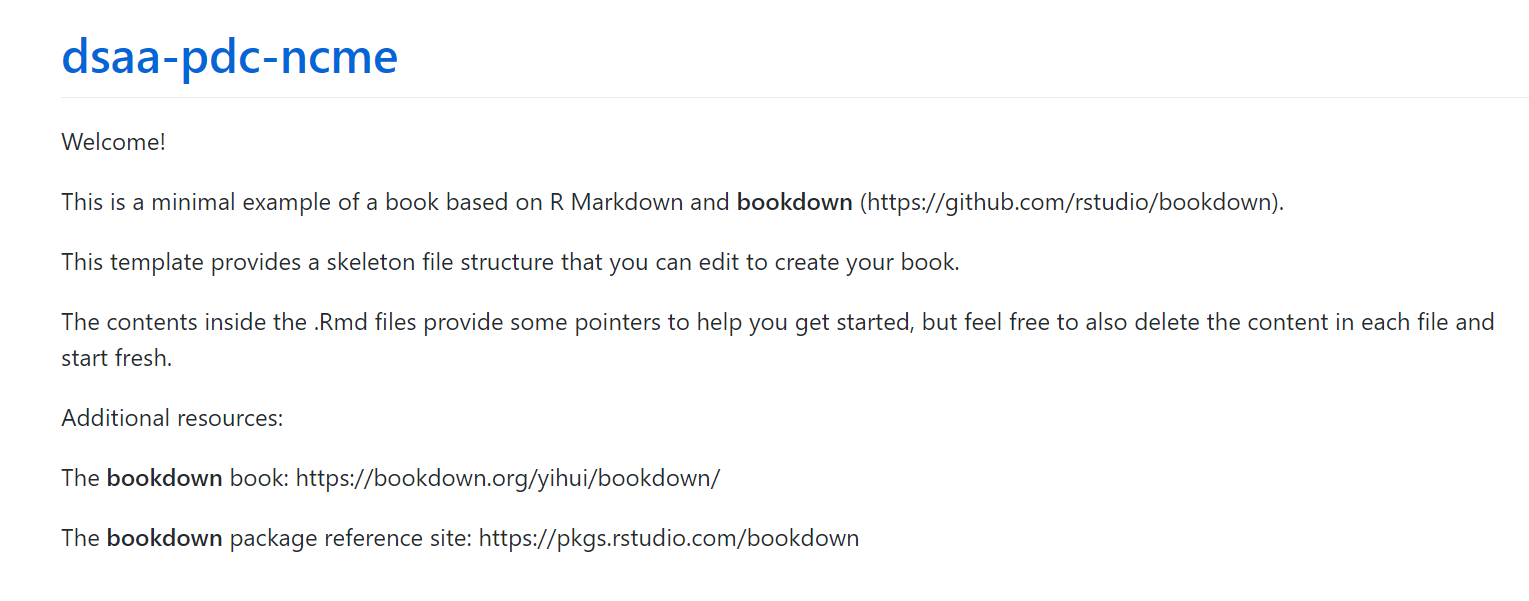 dsaa-pdc-ncme
Welcome!
This is a minimal example of a book based on R Markdown and bookdown (https://github.com/rstudio/bookdown).
This template provides a skeleton file structure that you can edit to create your book.
The contents inside the .Rmd files provide some pointers to help you get started, but feel free to also delete the content in each file and
start fresh.
Additional resources:
The bookdown book: https://bookdown.org/yihui/bookdown/
The bookdown package reference site: https://pkgs.rstudio.com/bookdown